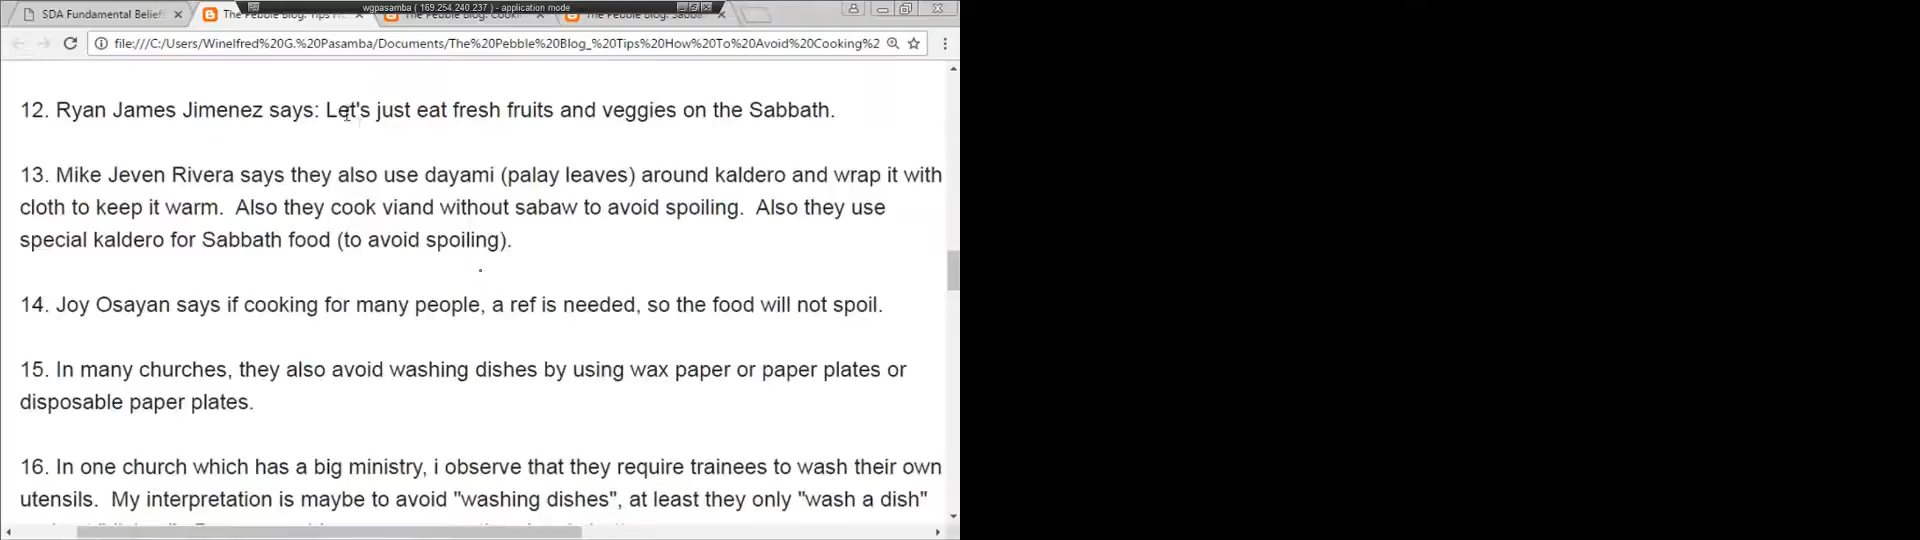 wgpasamba ( 169.254.240.237 ) - application mode
SDA Fundamental Belief
The Pebble Blog: Tips H
The Pebble Blog: Cooki
The Pebble Blog: Sabb
file:///C:/Users/Winelfred%20G.%20Pasamba/Documents/The%20Pebble%20Blog_%20Tips%20How%20To%20Avoid%20Cooking%2
12. Ryan James Jimenez says: Let's just eat fresh fruits and veggies on the Sabbath.
13. Mike Jeven Rivera says they also use dayami (palay leaves) around kaldero and wrap it with
cloth to keep it warm.  Also they cook viand without sabaw to avoid spoiling.  Also they use
special kaldero for Sabbath food (to avoid spoiling).
14. Joy Osayan says if cooking for many people, a ref is needed, so the food will not spoil.
15. In many churches, they also avoid washing dishes by using wax paper or paper plates or
disposable paper plates.
16. In one church which has a big ministry, i observe that they require trainees to wash their own
utensils.  My interpretation is maybe to avoid "washing dishes", at least they only "wash a dish"